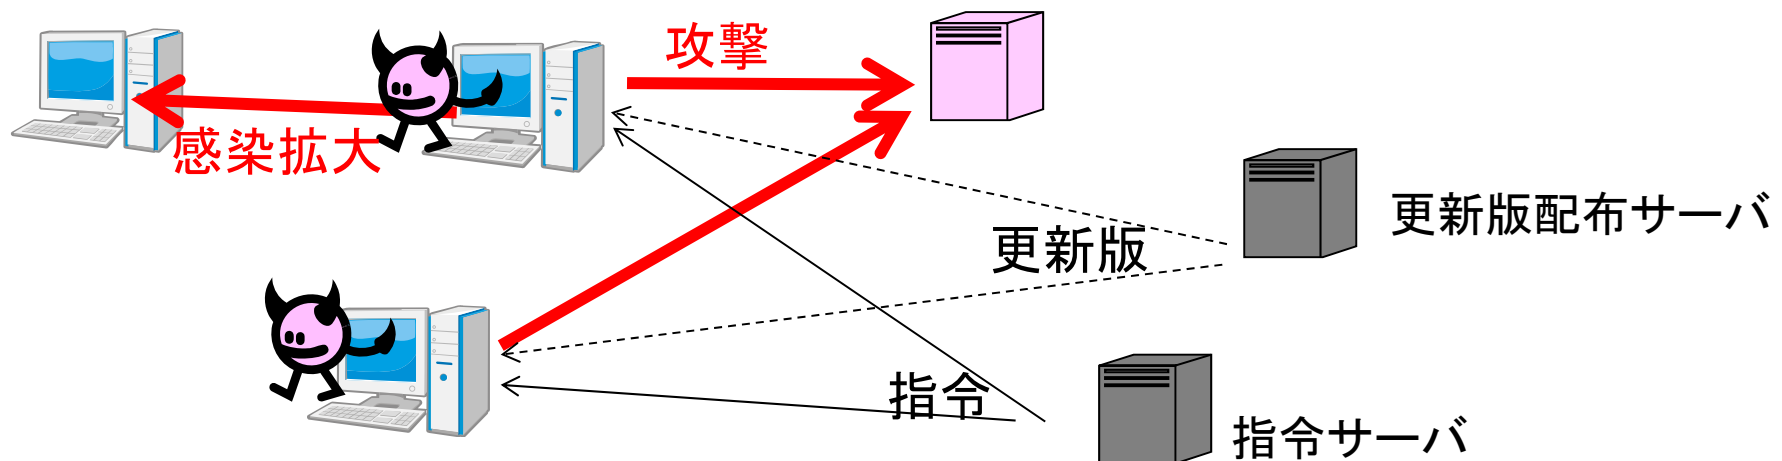 攻撃
感染拡大
更新版配布サーバ
更新版
指令
指令サーバ